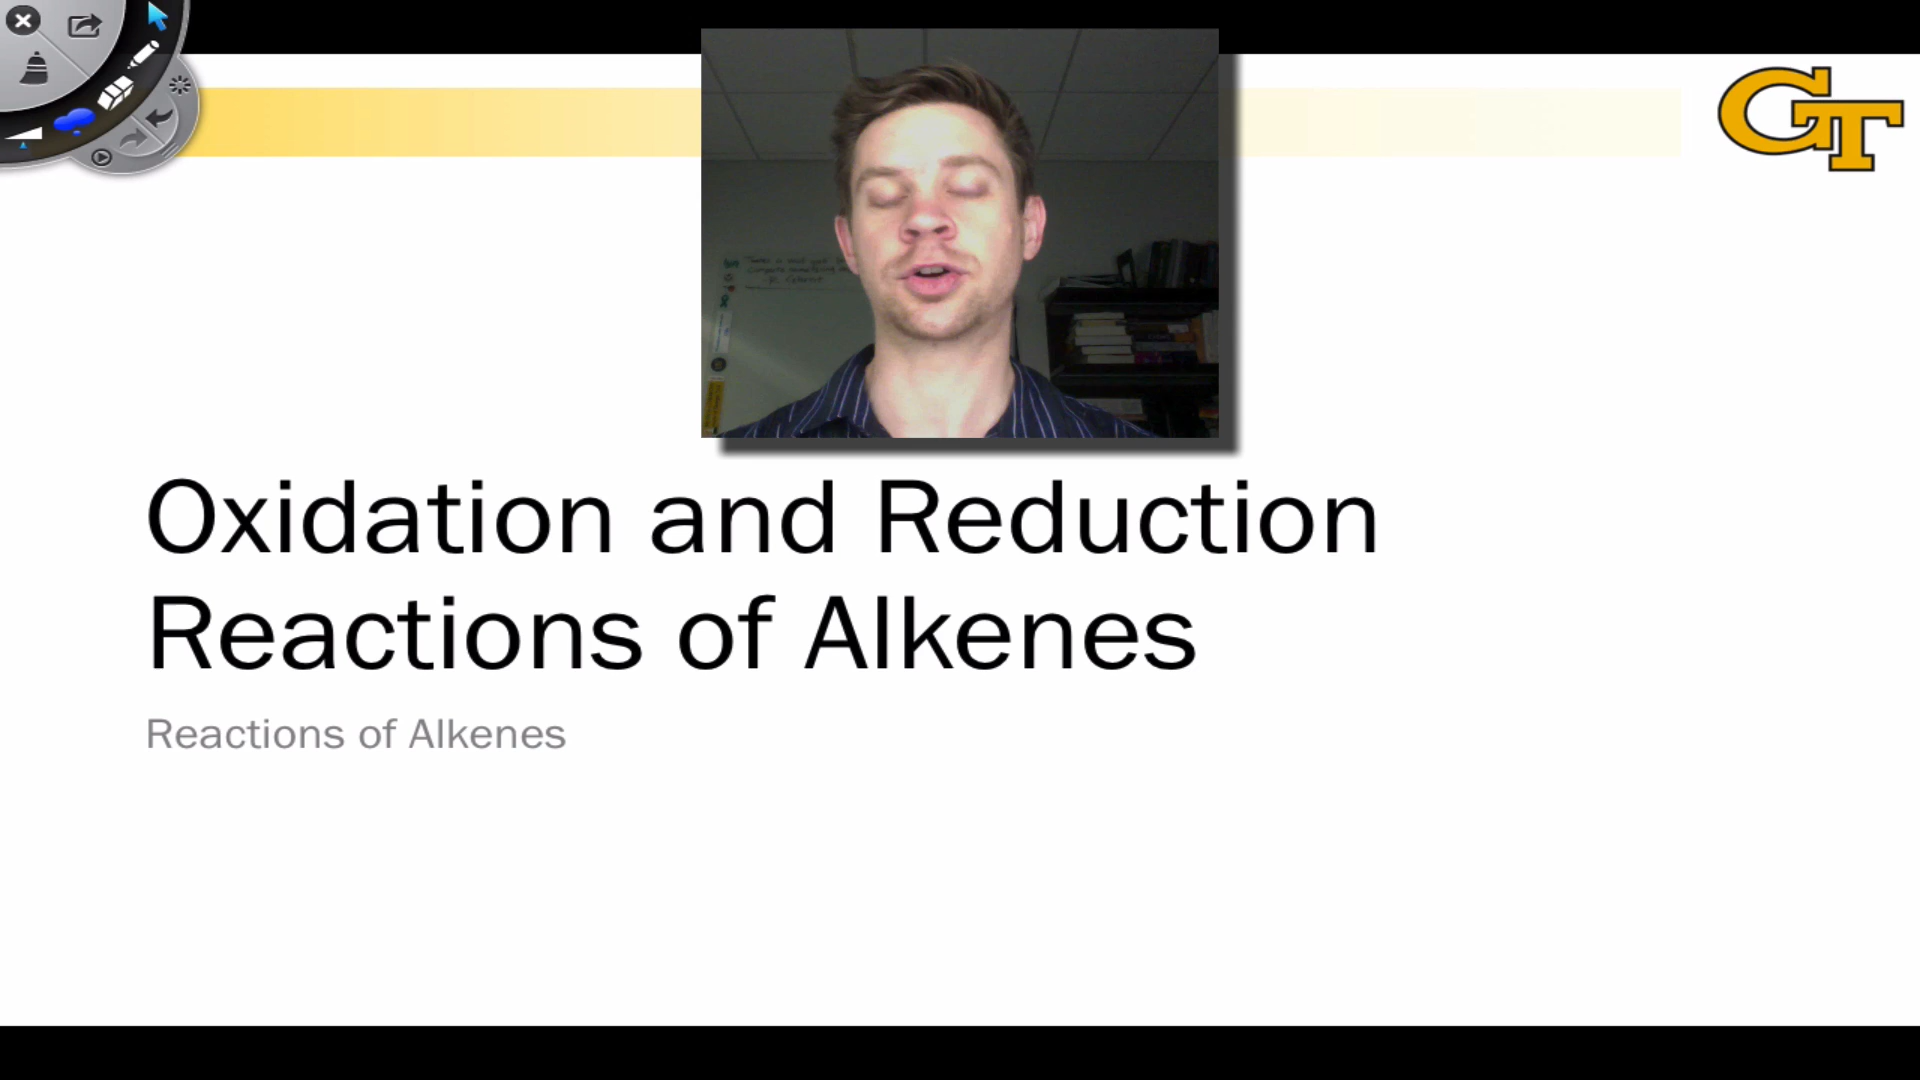 GT
Oxidation and Reduction
Reactions of Alkenes
Reactions of Alkenes